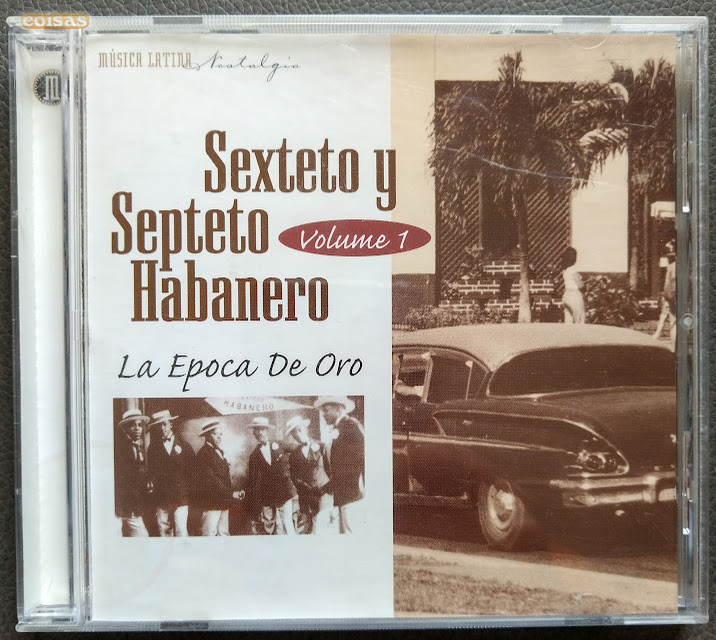 coisas
MÚSICA LATINA Nostalgia
M
Sexteto y
Septeto Volume 1
Habanero
La Epoca De Oro
HABANERO